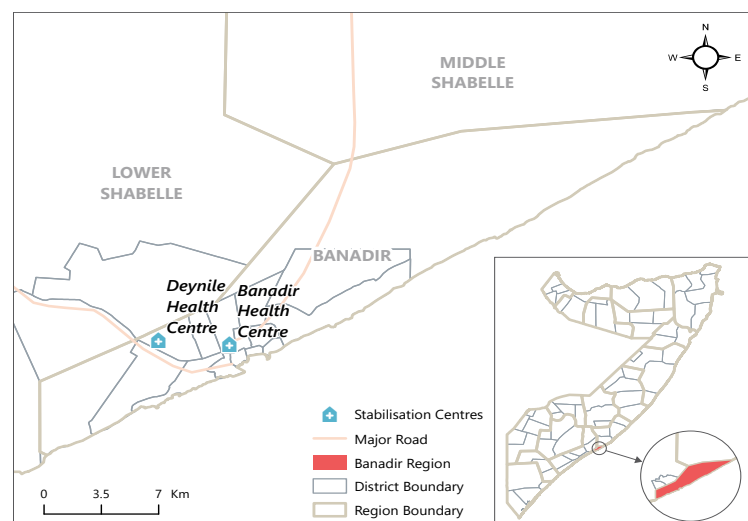 N
W
E
S
MIDDLE
SHABELLE
LOWER
SHABELLE
BANADIR
Deynile
Health
Centre
Banadir
Health
Centre
Stabilisation Centres
Major Road
Banadir Region
District Boundary
Region Boundary
0 3.5 7 Km